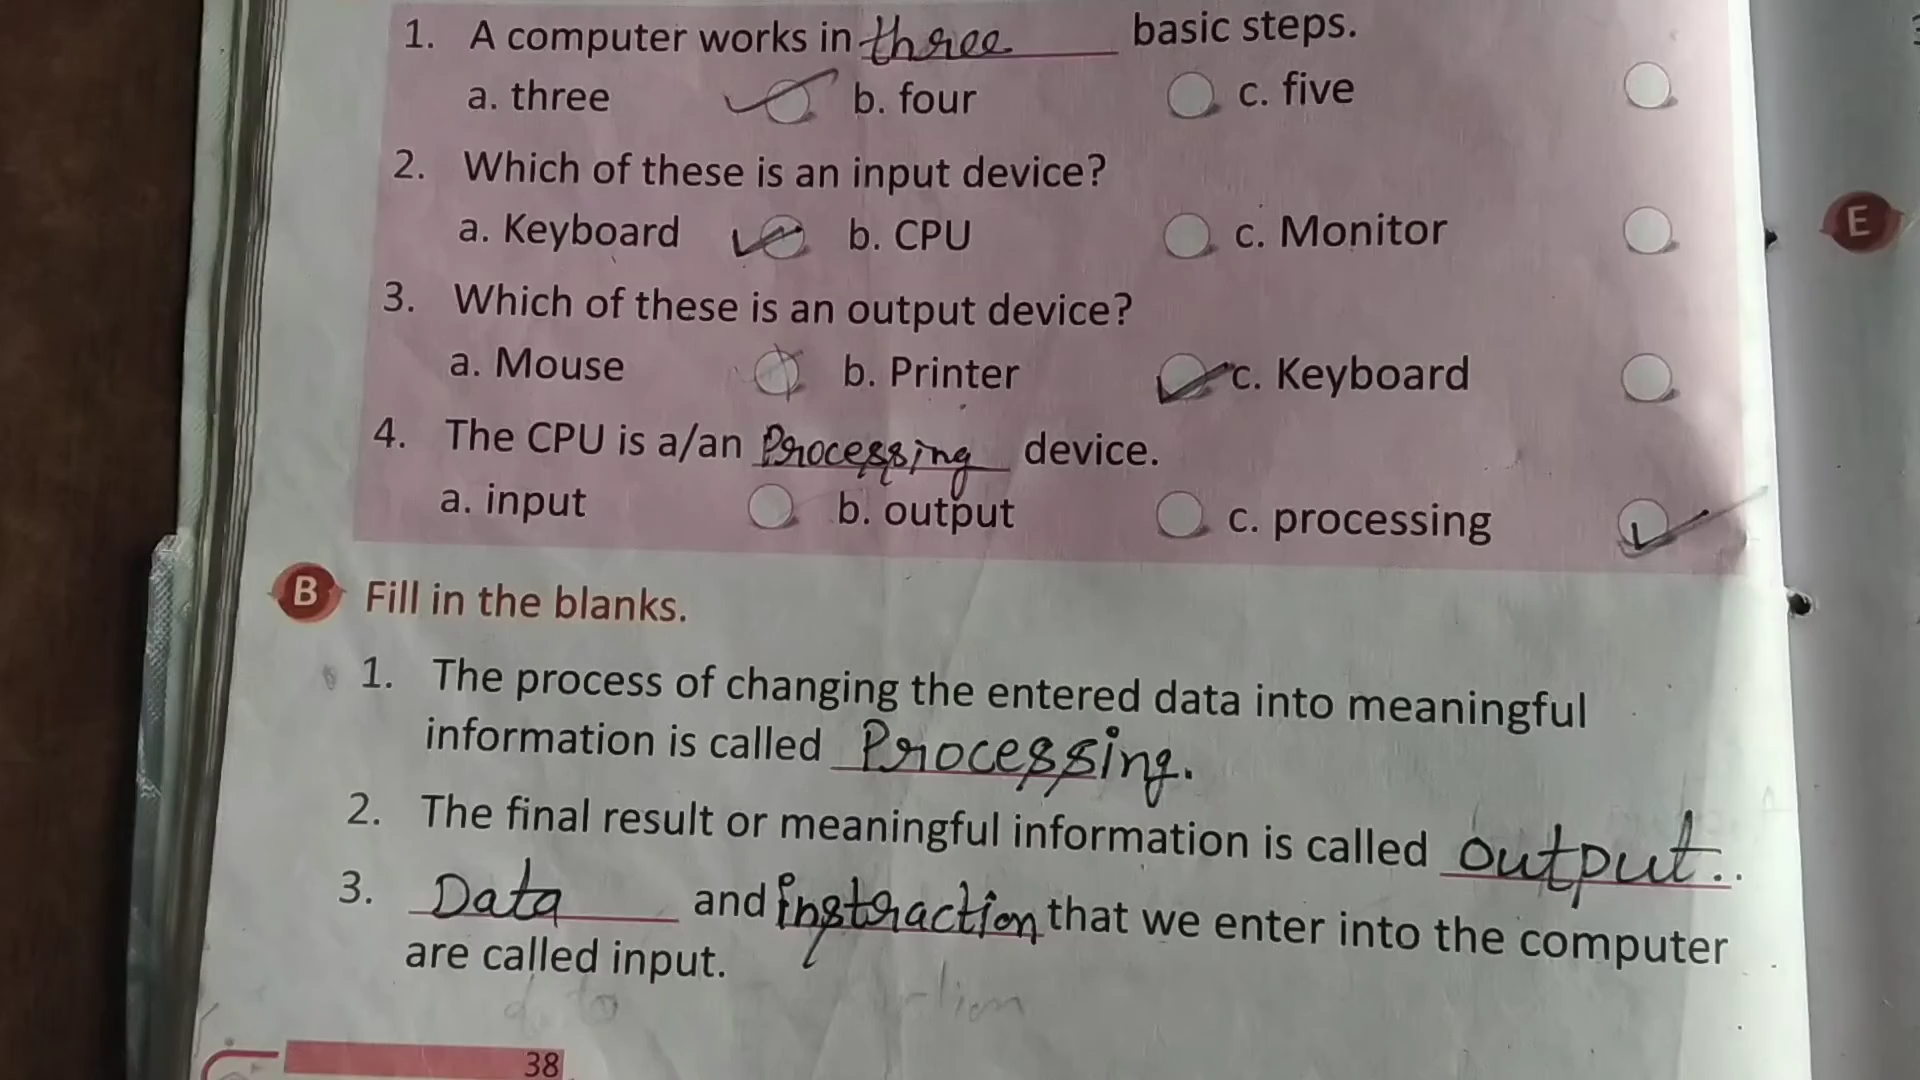 1. A computer works in three basic steps.
a. three b. four c. five
2. Which of these is an input device?
a. Keyboard b. CPU c. Monitor
3. Which of these is an output device?
a. Mouse b. Printer c. Keyboard
4. The CPU is a/an Processing device.
a. input b. output c. processing
B Fill in the blanks.
1. The process of changing the entered data into meaningful
information is called Processing.
2. The final result or meaningful information is called output..
3. Data and instraction that we enter into the computer
are called input.
38
E